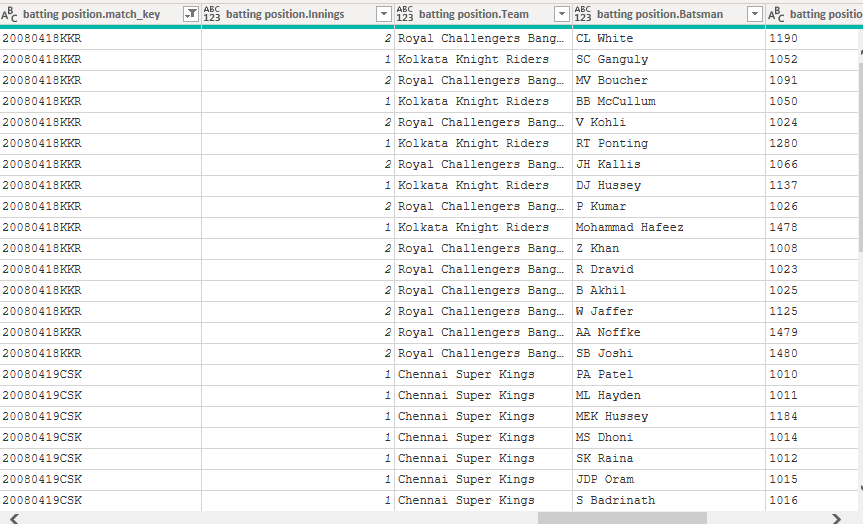 ABC batting position.match_key ABC 123 batting position.Innings ABC 123 batting position.Team ABC 123 batting position.Batsman ABC batting positio
20080418KKR 2 Royal Challengers Bang... CL White 1190
20080418KKR 1 Kolkata Knight Riders SC Ganguly 1052
20080418KKR 2 Royal Challengers Bang... MV Boucher 1091
20080418KKR 1 Kolkata Knight Riders BB McCullum 1050
20080418KKR 2 Royal Challengers Bang... V Kohli 1024
20080418KKR 1 Kolkata Knight Riders RT Ponting 1280
20080418KKR 2 Royal Challengers Bang... JH Kallis 1066
20080418KKR 1 Kolkata Knight Riders DJ Hussey 1137
20080418KKR 2 Royal Challengers Bang... P Kumar 1026
20080418KKR 1 Kolkata Knight Riders Mohammad Hafeez 1478
20080418KKR 2 Royal Challengers Bang... Z Khan 1008
20080418KKR 2 Royal Challengers Bang... R Dravid 1023
20080418KKR 2 Royal Challengers Bang... B Akhil 1025
20080418KKR 2 Royal Challengers Bang... W Jaffer 1125
20080418KKR 2 Royal Challengers Bang... AA Noffke 1479
20080418KKR 2 Royal Challengers Bang... SB Joshi 1480
20080419CSK 1 Chennai Super Kings PA Patel 1010
20080419CSK 1 Chennai Super Kings ML Hayden 1011
20080419CSK 1 Chennai Super Kings MEK Hussey 1184
20080419CSK 1 Chennai Super Kings MS Dhoni 1014
20080419CSK 1 Chennai Super Kings SK Raina 1012
20080419CSK 1 Chennai Super Kings JDP Oram 1015
20080419CSK 1 Chennai Super Kings S Badrinath 1016